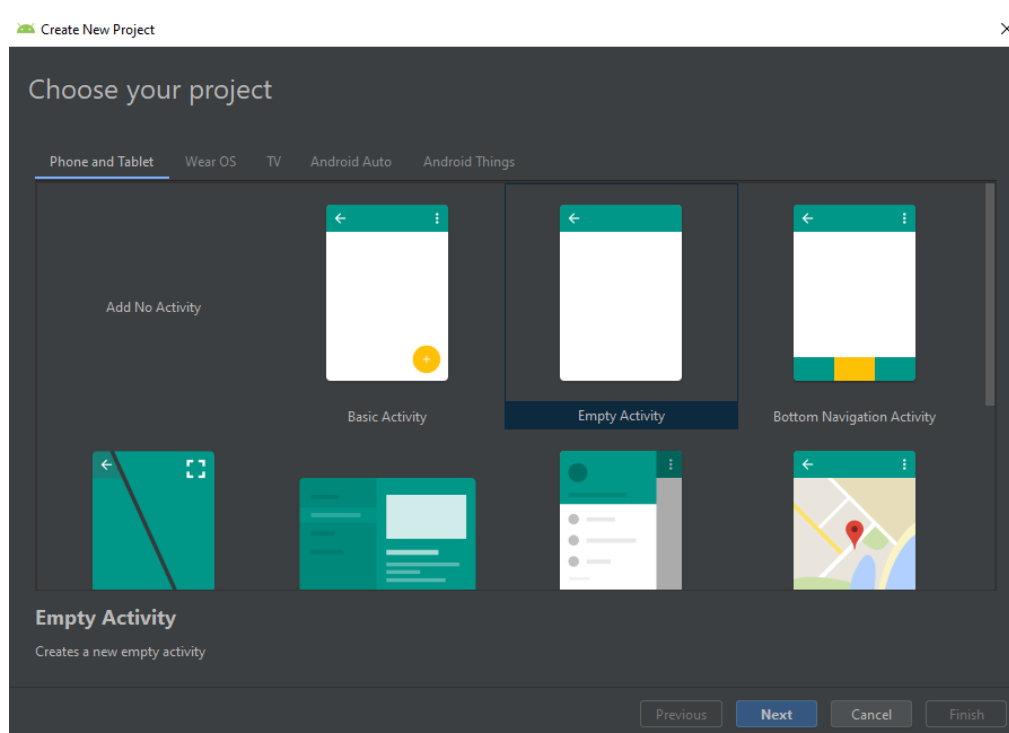 Create New Project
Choose your project
Phone and Tablet Wear OS TV Android Auto Android Things
Add No Activity
Basic Activity
Empty Activity
Bottom Navigation Activity
Empty Activity
Creates a new empty activity
Previous Next Cancel Finish